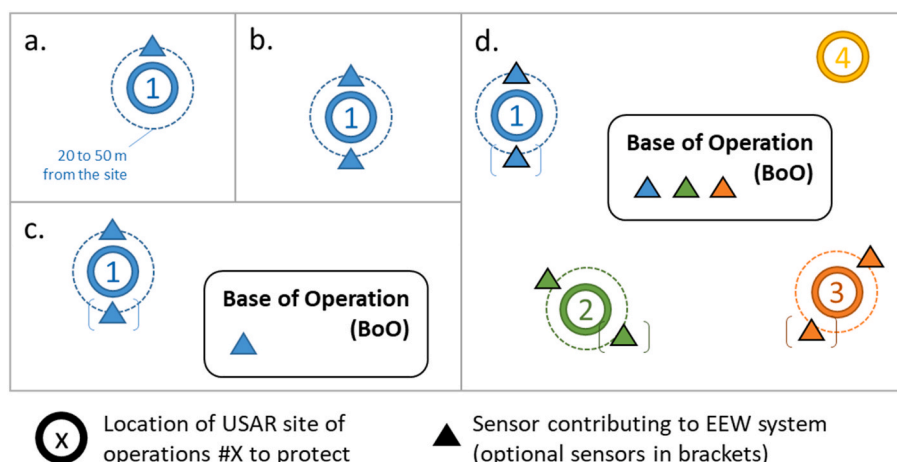 a.
1
20 to 50 m
from the site
b.
1
c.
1
Base of Operation
(BoO)
d.
1
4
Base of Operation
(BoO)
2
3
X
Location of USAR site of
operations #X to protect
Sensor contributing to EEW system
(optional sensors in brackets)